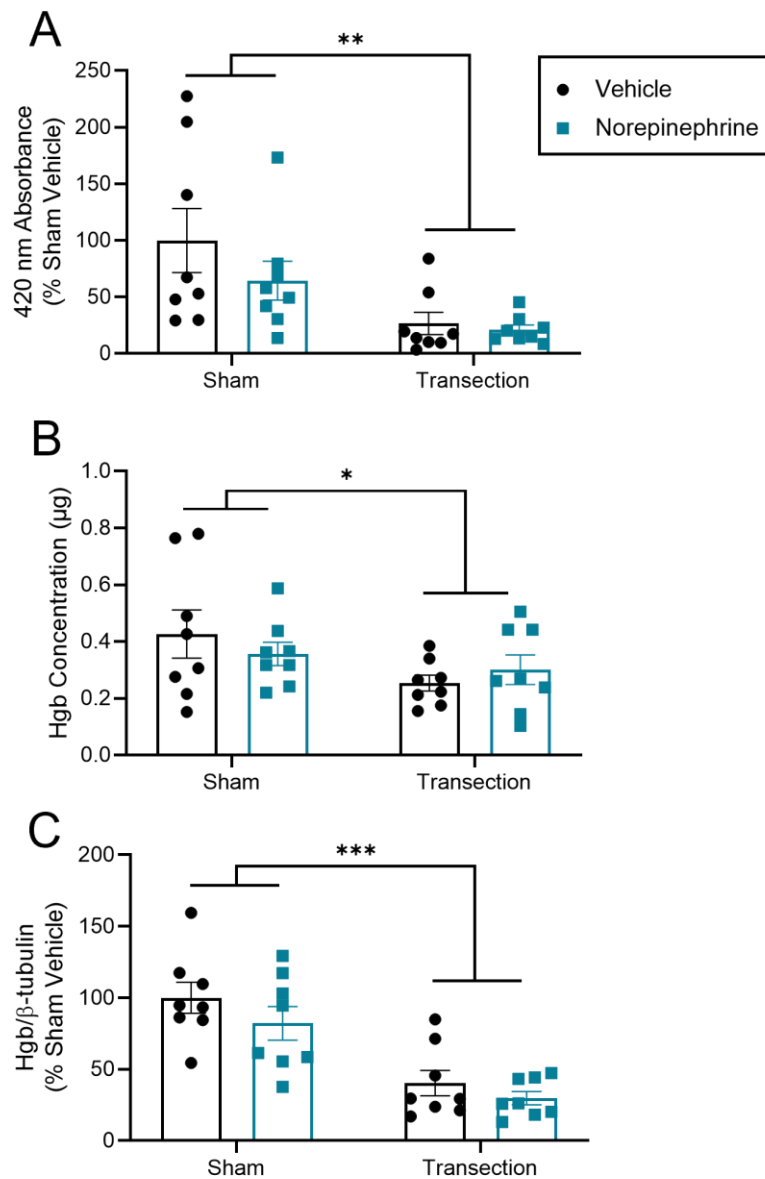 A
**
250
200
150
100
50
0
420 nm Absorbance
(% Sham Vehicle)
Sham
Transection
Vehicle
Norepinephrine
B
*
1.0
0.8
0.6
0.4
0.2
0.0
Hgb Concentration (µg)
Sham
Transection
C
***
200
150
100
50
0
Hgb/β-tubulin
(% Sham Vehicle)
Sham
Transection